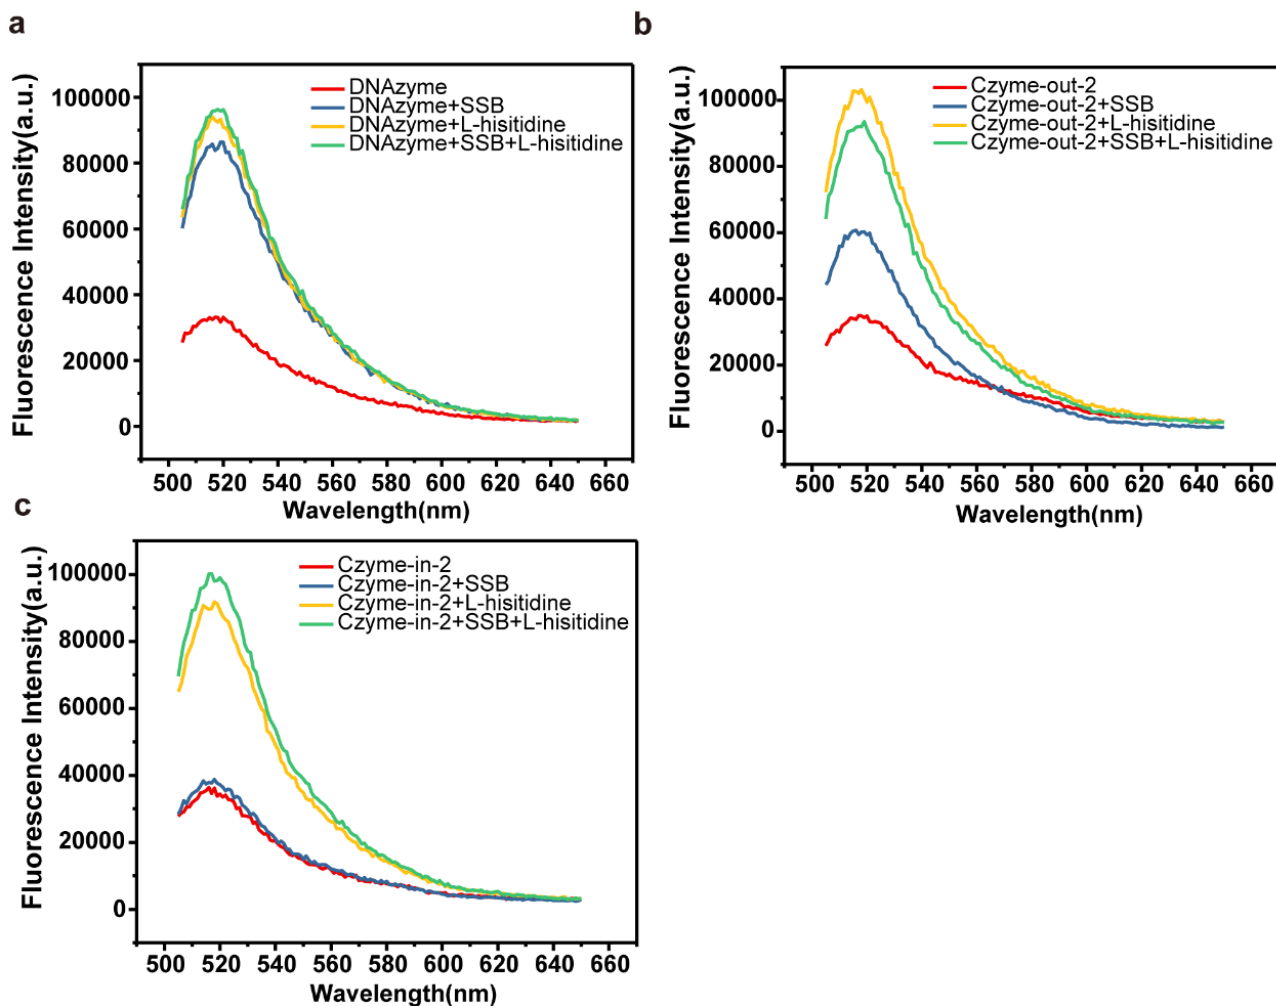 a
DNAzyme
DNAzyme+SSB
DNAzyme+L-hisitidine
DNAzyme+SSB+L-hisitidine
Fluorescence Intensity(a.u.)
100000
80000
60000
40000
20000
0
500 520 540 560 580 600 620 640 660
Wavelength(nm)
b
Czyme-out-2
Czyme-out-2+SSB
Czyme-out-2+L-hisitidine
Czyme-out-2+SSB+L-hisitidine
Fluorescence Intensity(a.u.)
100000
80000
60000
40000
20000
0
500 520 540 560 580 600 620 640 660
Wavelength(nm)
c
Czyme-in-2
Czyme-in-2+SSB
Czyme-in-2+L-hisitidine
Czyme-in-2+SSB+L-hisitidine
Fluorescence Intensity(a.u.)
100000
80000
60000
40000
20000
0
500 520 540 560 580 600 620 640 660
Wavelength(nm)